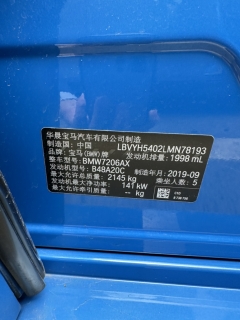 华晨宝马汽车有限公司制造
制造国: 中国 LBVYH5402LMN78193
品牌: 宝马(BMW)牌 发动机排量: 1998 mL
整车型号: BMW7206AX
发动机型号: B48A20C 制造年月: 2019-09
最大允许总质量: 2145 kg 乘坐人数: 5
发动机最大净功率: 141 kW
最大允许牵引质量: -- kg